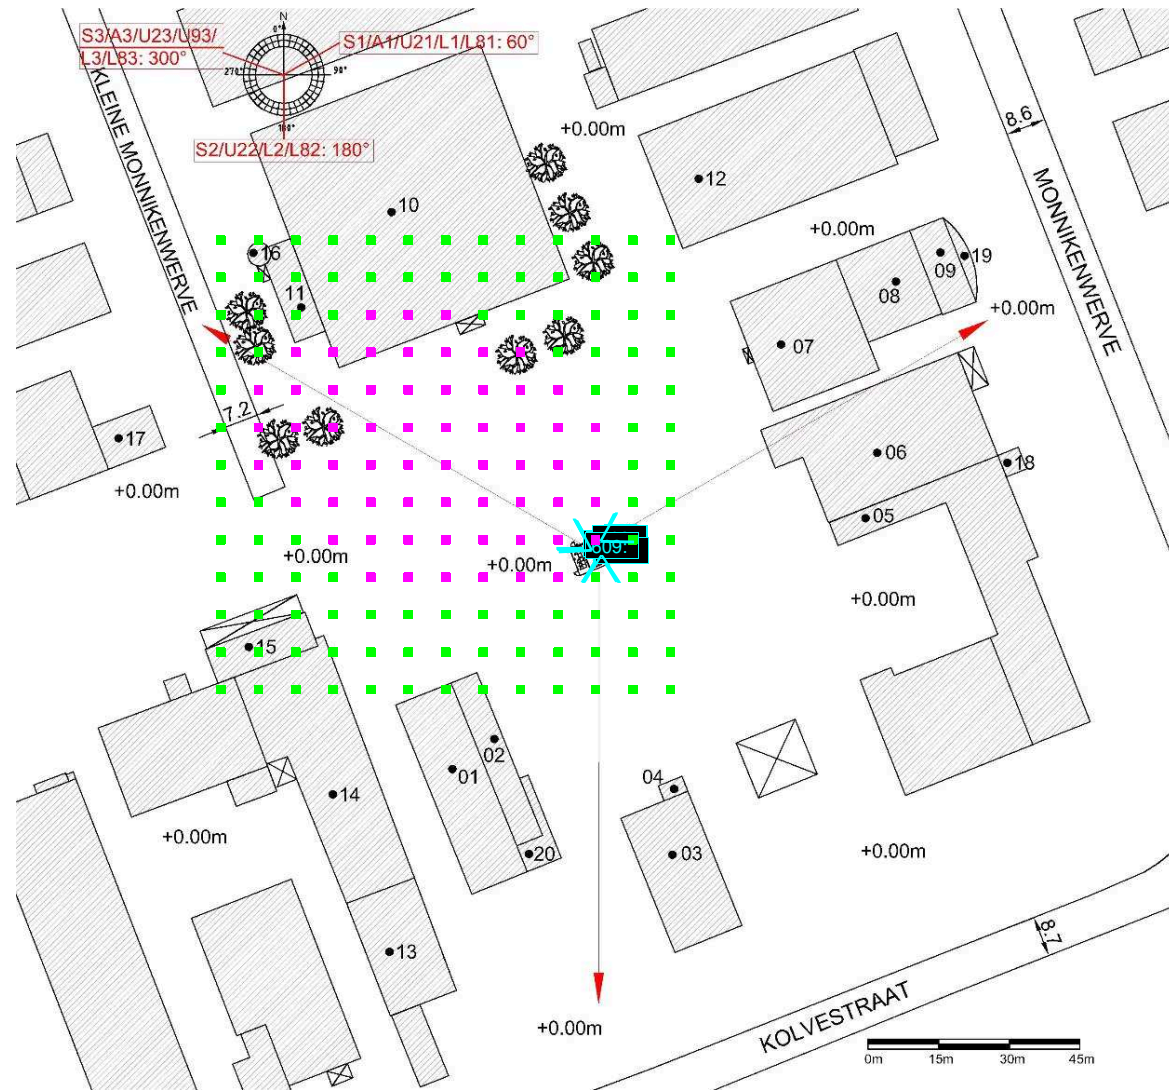 S3/A3/U23/U93/
L3/L83: 300°
N
0°
S1/A1/U21/L1/L81: 60°
270°
90°
180°
S2/U22/L2/L82: 180°
KLEINE MONNIKENWERVE
+0.00m
8.6
12
MONNIKENWERVE
10
+0.00m
16
09
19
08
11
+0.00m
07
7.2
17
06
18
+0.00m
05
+0.00m
+0.00m
609:
+0.00m
15
02
01
04
14
+0.00m
20
03
+0.00m
13
8.7
KOLVESTRAAT
+0.00m
0m
15m
30m
45m